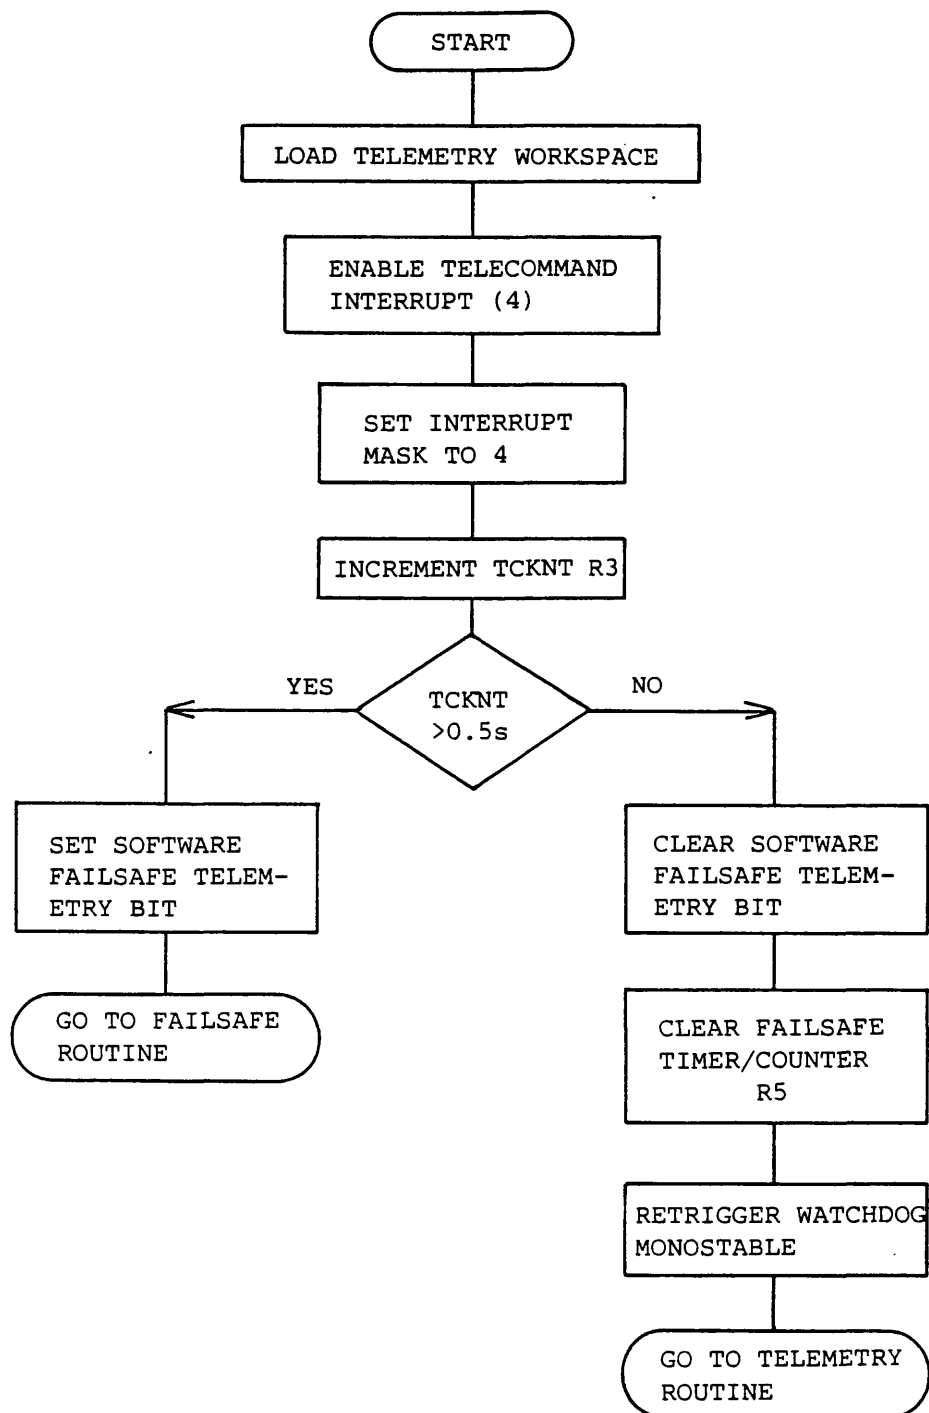 START
LOAD TELEMETRY WORKSPACE
ENABLE TELECOMMAND
INTERRUPT (4)
SET INTERRUPT
MASK TO 4
INCREMENT TCKNT R3
YES
TCKNT
>0.5s
NO
SET SOFTWARE
FAILSAFE TELEM-
ETRY BIT
GO TO FAILSAFE
ROUTINE
CLEAR SOFTWARE
FAILSAFE TELEM-
ETRY BIT
CLEAR FAILSAFE
TIMER/COUNTER
R5
RETRIGGER WATCHDOG
MONOSTABLE
GO TO TELEMETRY
ROUTINE